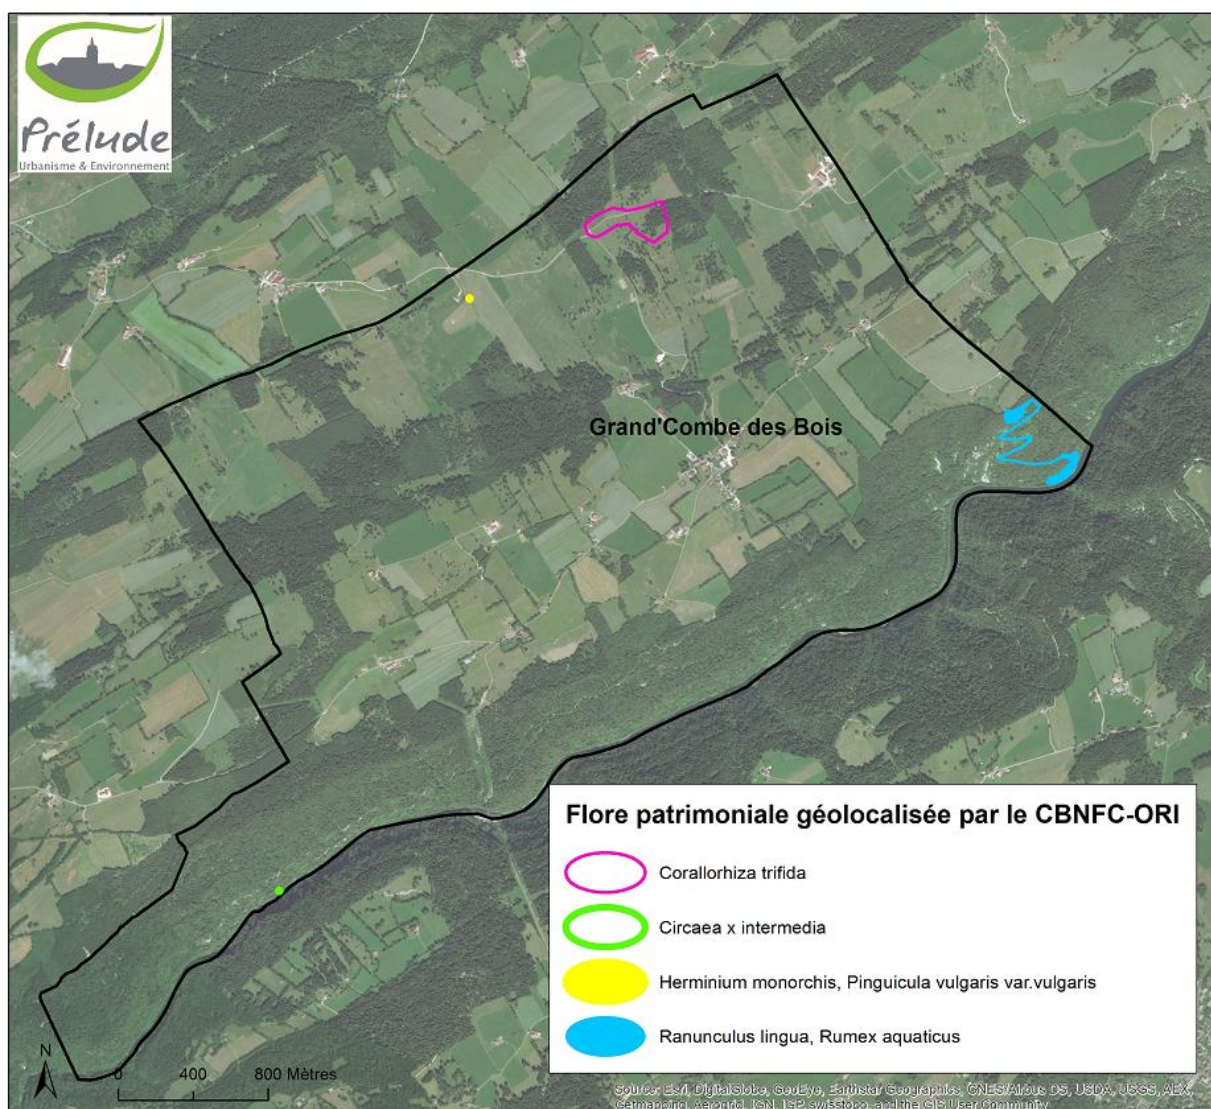 Prélude
Urbanisme & Environnement
Grand'Combe des Bois
Flore patrimoniale géolocalisée par le CBNFC-ORI
Corallorhiza trifida
Circaea x intermedia
Herminium monorchis, Pinguicula vulgaris var.vulgaris
Ranunculus lingua, Rumex aquaticus
N
0 400 800 Mètres
Source: Esri, DigitalGlobe, GeoEye, Earthstar Geographics, CNES/Airbus DS, USDA, USGS, AEX,
Getmapping, Aerogrid, IGN, IGP, swisstopo, and the GIS User Community